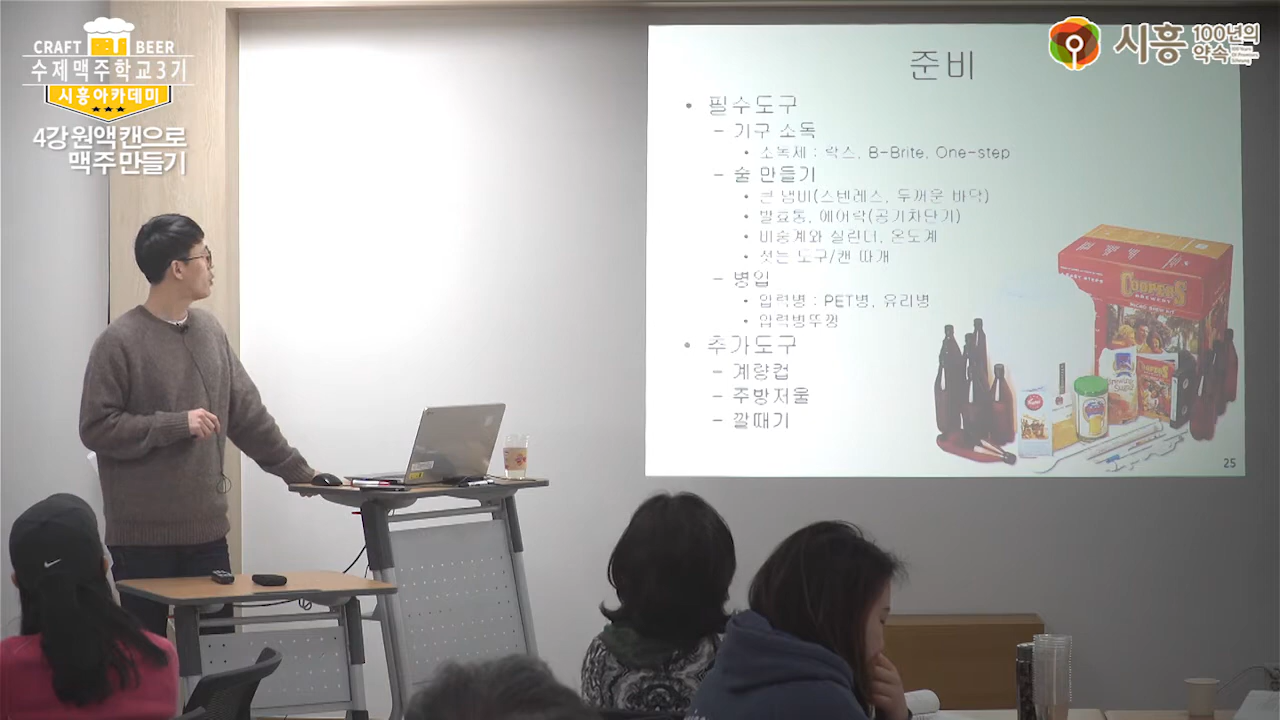 CRAFT BEER
수제맥주학교3기
시흥아카데미
4강 원액 캔으로
맥주 만들기
시흥 100년의
약속
준비
• 필수도구
– 기구 소독
• 소독제 : 락스, B-Brite, One-step
– 술 만들기
• 큰 냄비(스텐레스, 두꺼운 바닥)
• 발효통, 에어락(공기차단기)
• 비중계와 실린더, 온도계
• 젓는 도구/캔 따개
– 병입
• 압력병 : PET병, 유리병
• 압력병뚜껑
• 추가도구
– 계량컵
– 주방저울
– 깔때기
COOPERS
BREWERY
25